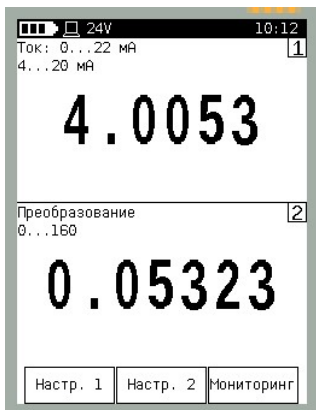 24V 10:12
Ток: 0...22 мА 1
4...20 мА
4.0053
Преобразование 2
0...160
0.05323
Настр. 1 Настр. 2 Мониторинг